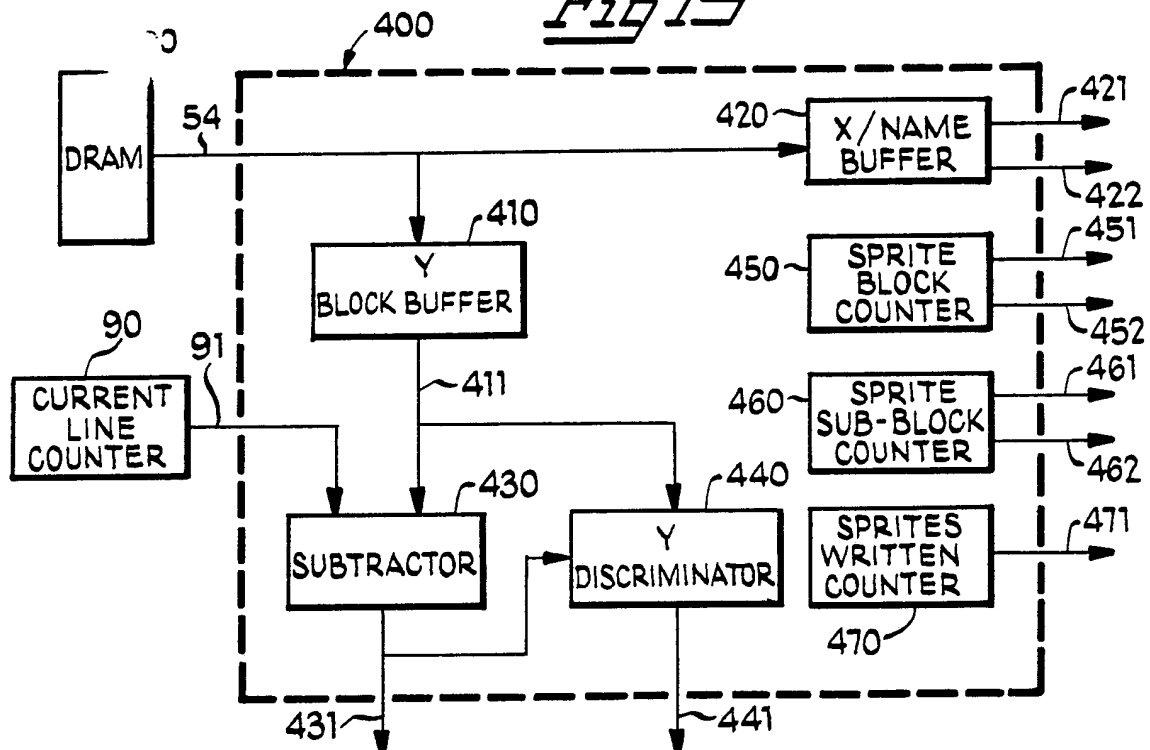 Fig 15
400
DRAM
54
420
X/NAME
BUFFER
421
422
410
Y
BLOCK BUFFER
411
450
SPRITE
BLOCK
COUNTER
451
452
90
91
CURRENT
LINE
COUNTER
460
SPRITE
SUB-BLOCK
COUNTER
461
462
430
SUBTRACTOR
440
Y
DISCRIMINATOR
SPRITES
WRITTEN
COUNTER
471
470
431
441